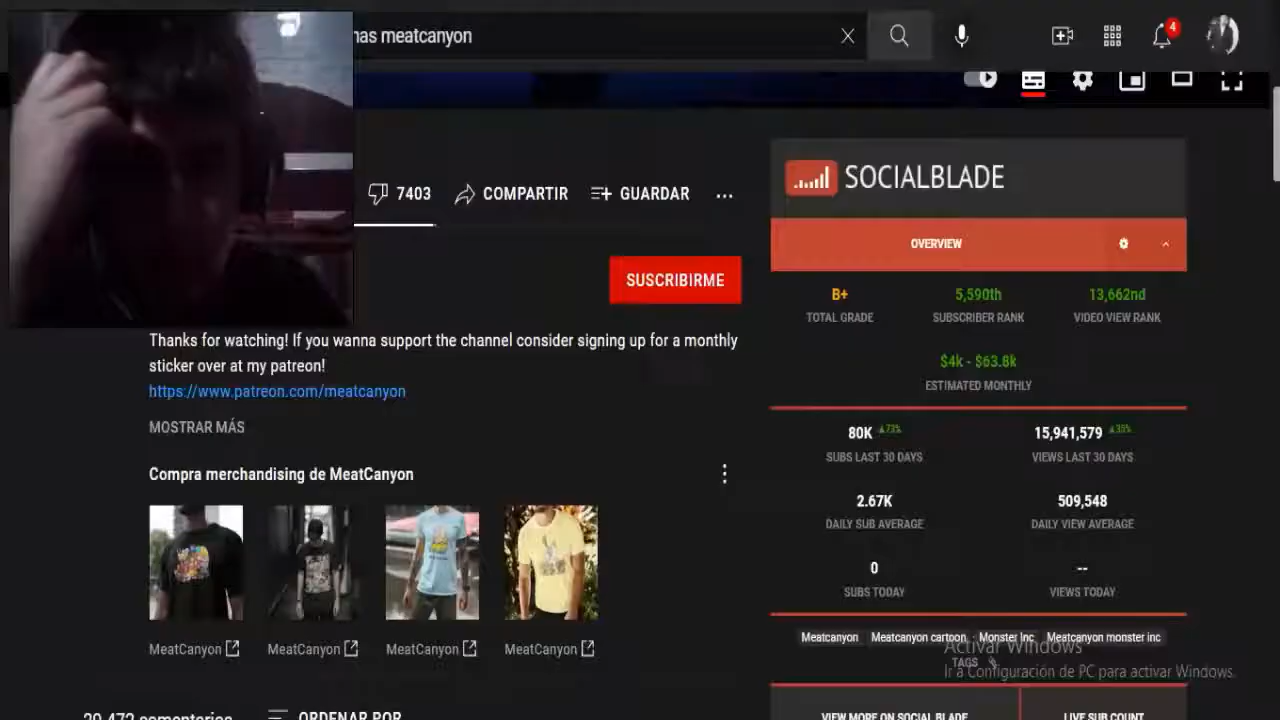 nas meatcanyon
4
7403 COMPARTIR GUARDAR
SUSCRIBIRME
Thanks for watching! If you wanna support the channel consider signing up for a monthly
sticker over at my patreon!
https://www.patreon.com/meatcanyon
MOSTRAR MÁS
Compra merchandising de MeatCanyon
MeatCanyon MeatCanyon MeatCanyon MeatCanyon
ORDENAR POR
SOCIALBLADE
OVERVIEW
B+ 5,590th 13,662nd
TOTAL GRADE SUBSCRIBER RANK VIDEO VIEW RANK
$4k - $63.8k
ESTIMATED MONTHLY
80K ▲73% 15,941,579 ▲35%
SUBS LAST 30 DAYS VIEWS LAST 30 DAYS
2.67K 509,548
DAILY SUB AVERAGE DAILY VIEW AVERAGE
0 --
SUBS TODAY VIEWS TODAY
Meatcanyon Meatcanyon cartoon Monster Inc Meatcanyon monster inc
TAGS
Activar Windows
Ir a Configuración de PC para activar Windows.
VIEW MORE ON SOCIAL BLADE LIVE SUB COUNT